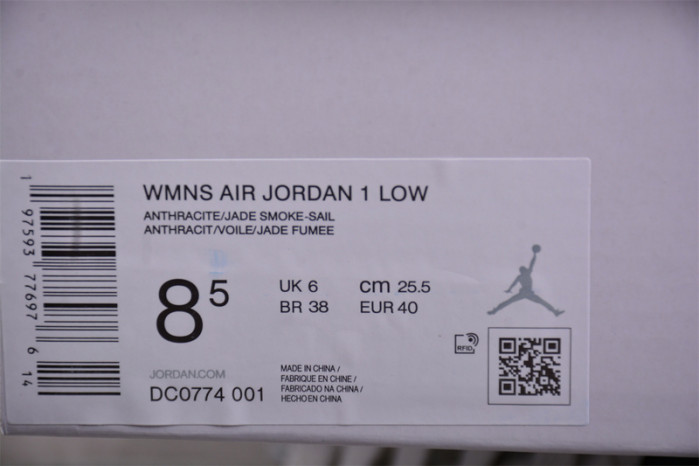 WMNS AIR JORDAN 1 LOW
ANTHRACITE/JADE SMOKE-SAIL
ANTHRACIT/VOILE/JADE FUMEE
8 5
UK 6 cm 25.5
BR 38 EUR 40
RFID
JORDAN.COM
DC0774 001
MADE IN CHINA /
FABRIQUE EN CHINE /
FABRICADO NA CHINA /
HECHO EN CHINA
1 97593 77697 6 14